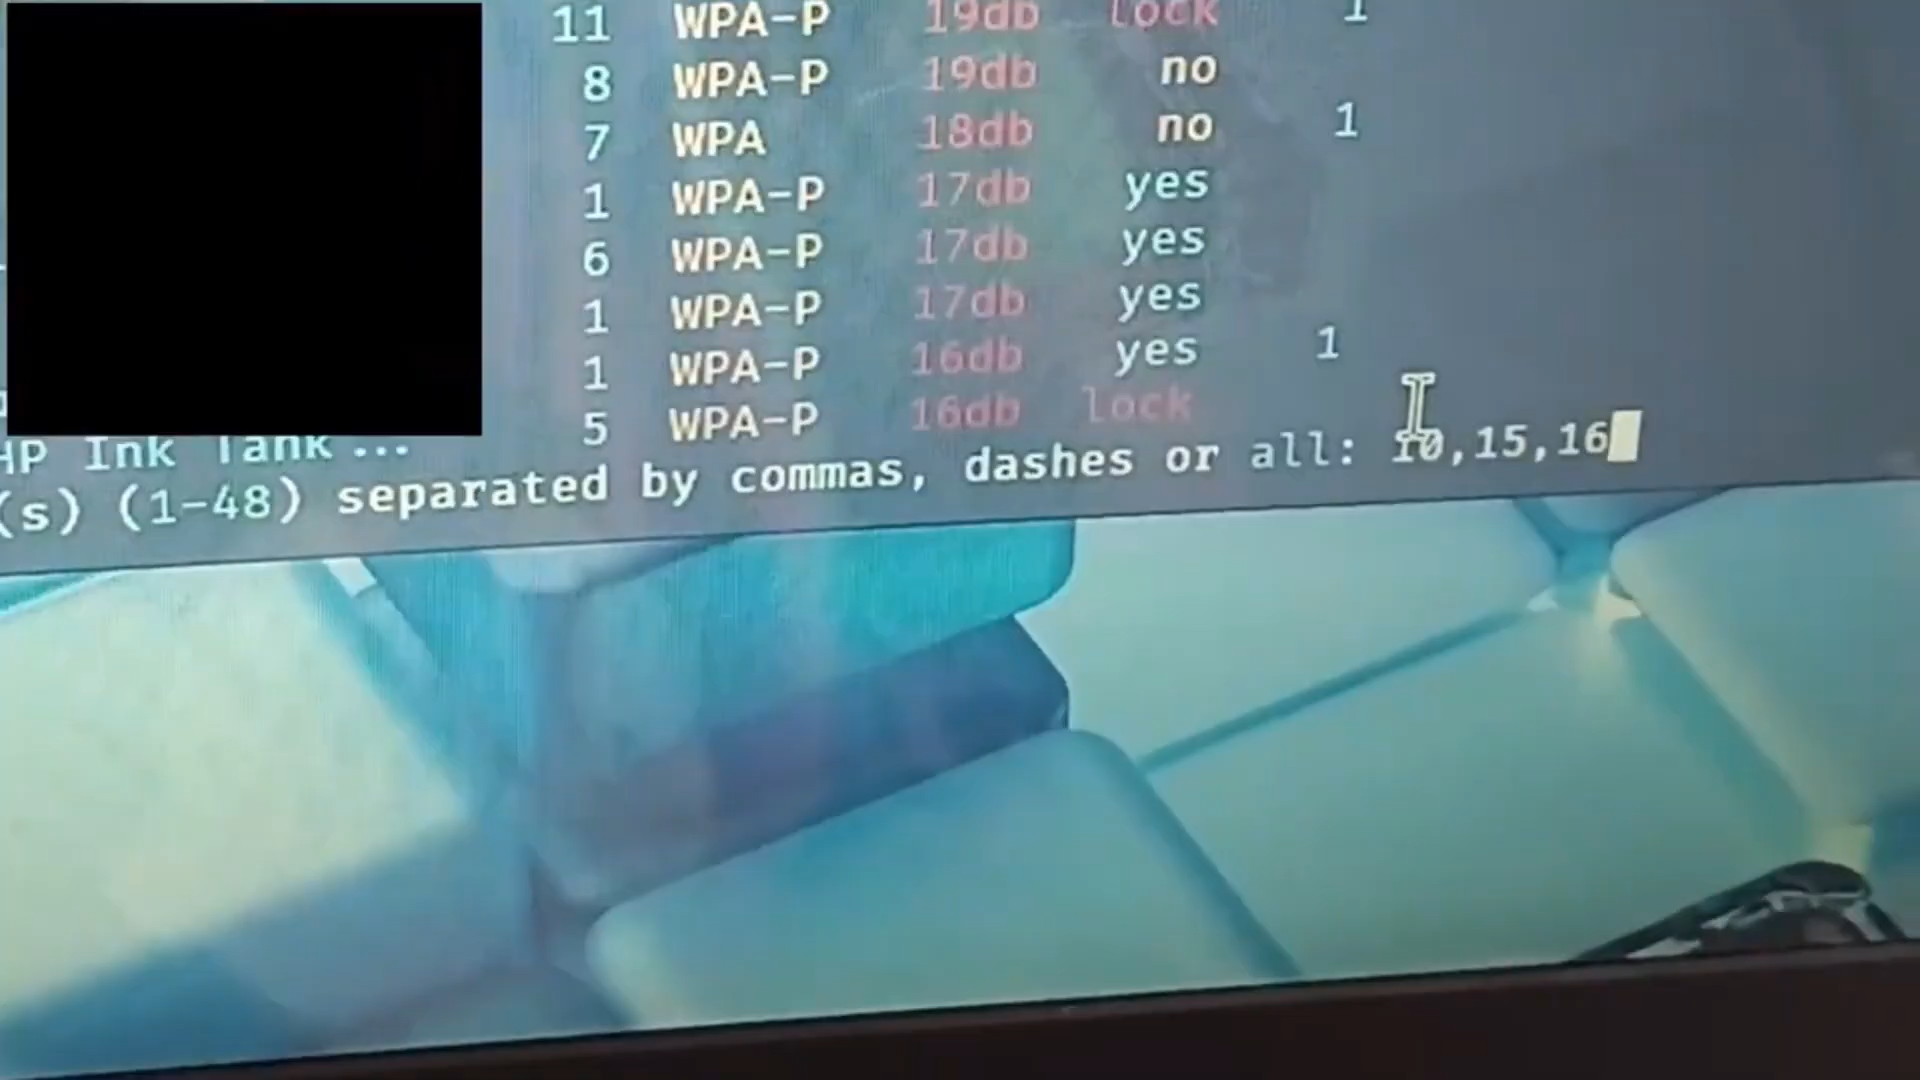 11 WPA-P 19db lock 1
8 WPA-P 19db no
7 WPA 18db no 1
1 WPA-P 17db yes
6 WPA-P 17db yes
1 WPA-P 17db yes
1 WPA-P 16db yes 1
HP Ink Tank... 5 WPA-P 16db lock
(s) (1-48) separated by commas, dashes or all: 10,15,16